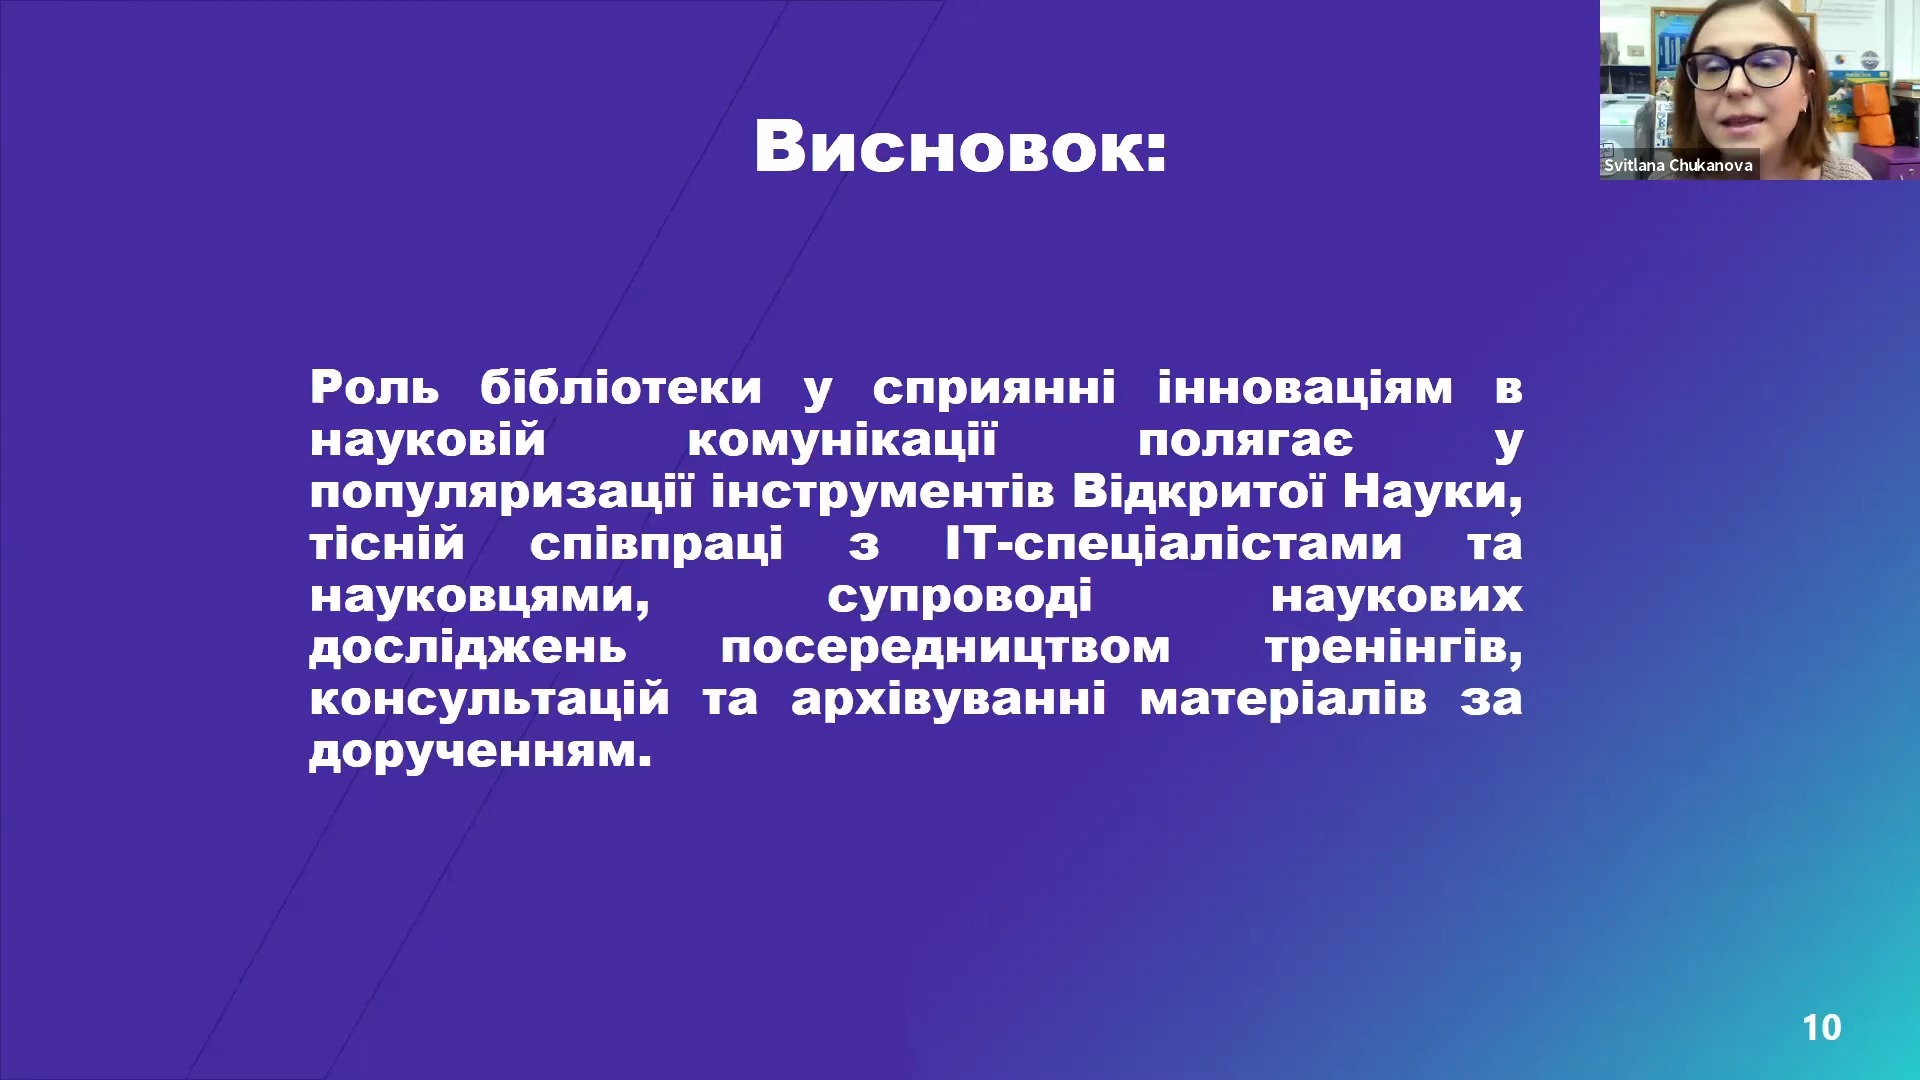 Висновок:
Svitlana Chukanova
Роль бібліотеки у сприянні інноваціям в
науковій комунікації полягає у
популяризації інструментів Відкритої Науки,
тісній співпраці з ІТ-спеціалістами та
науковцями, супроводі наукових
досліджень посередництвом тренінгів,
консультацій та архівуванні матеріалів за
дорученням.
10